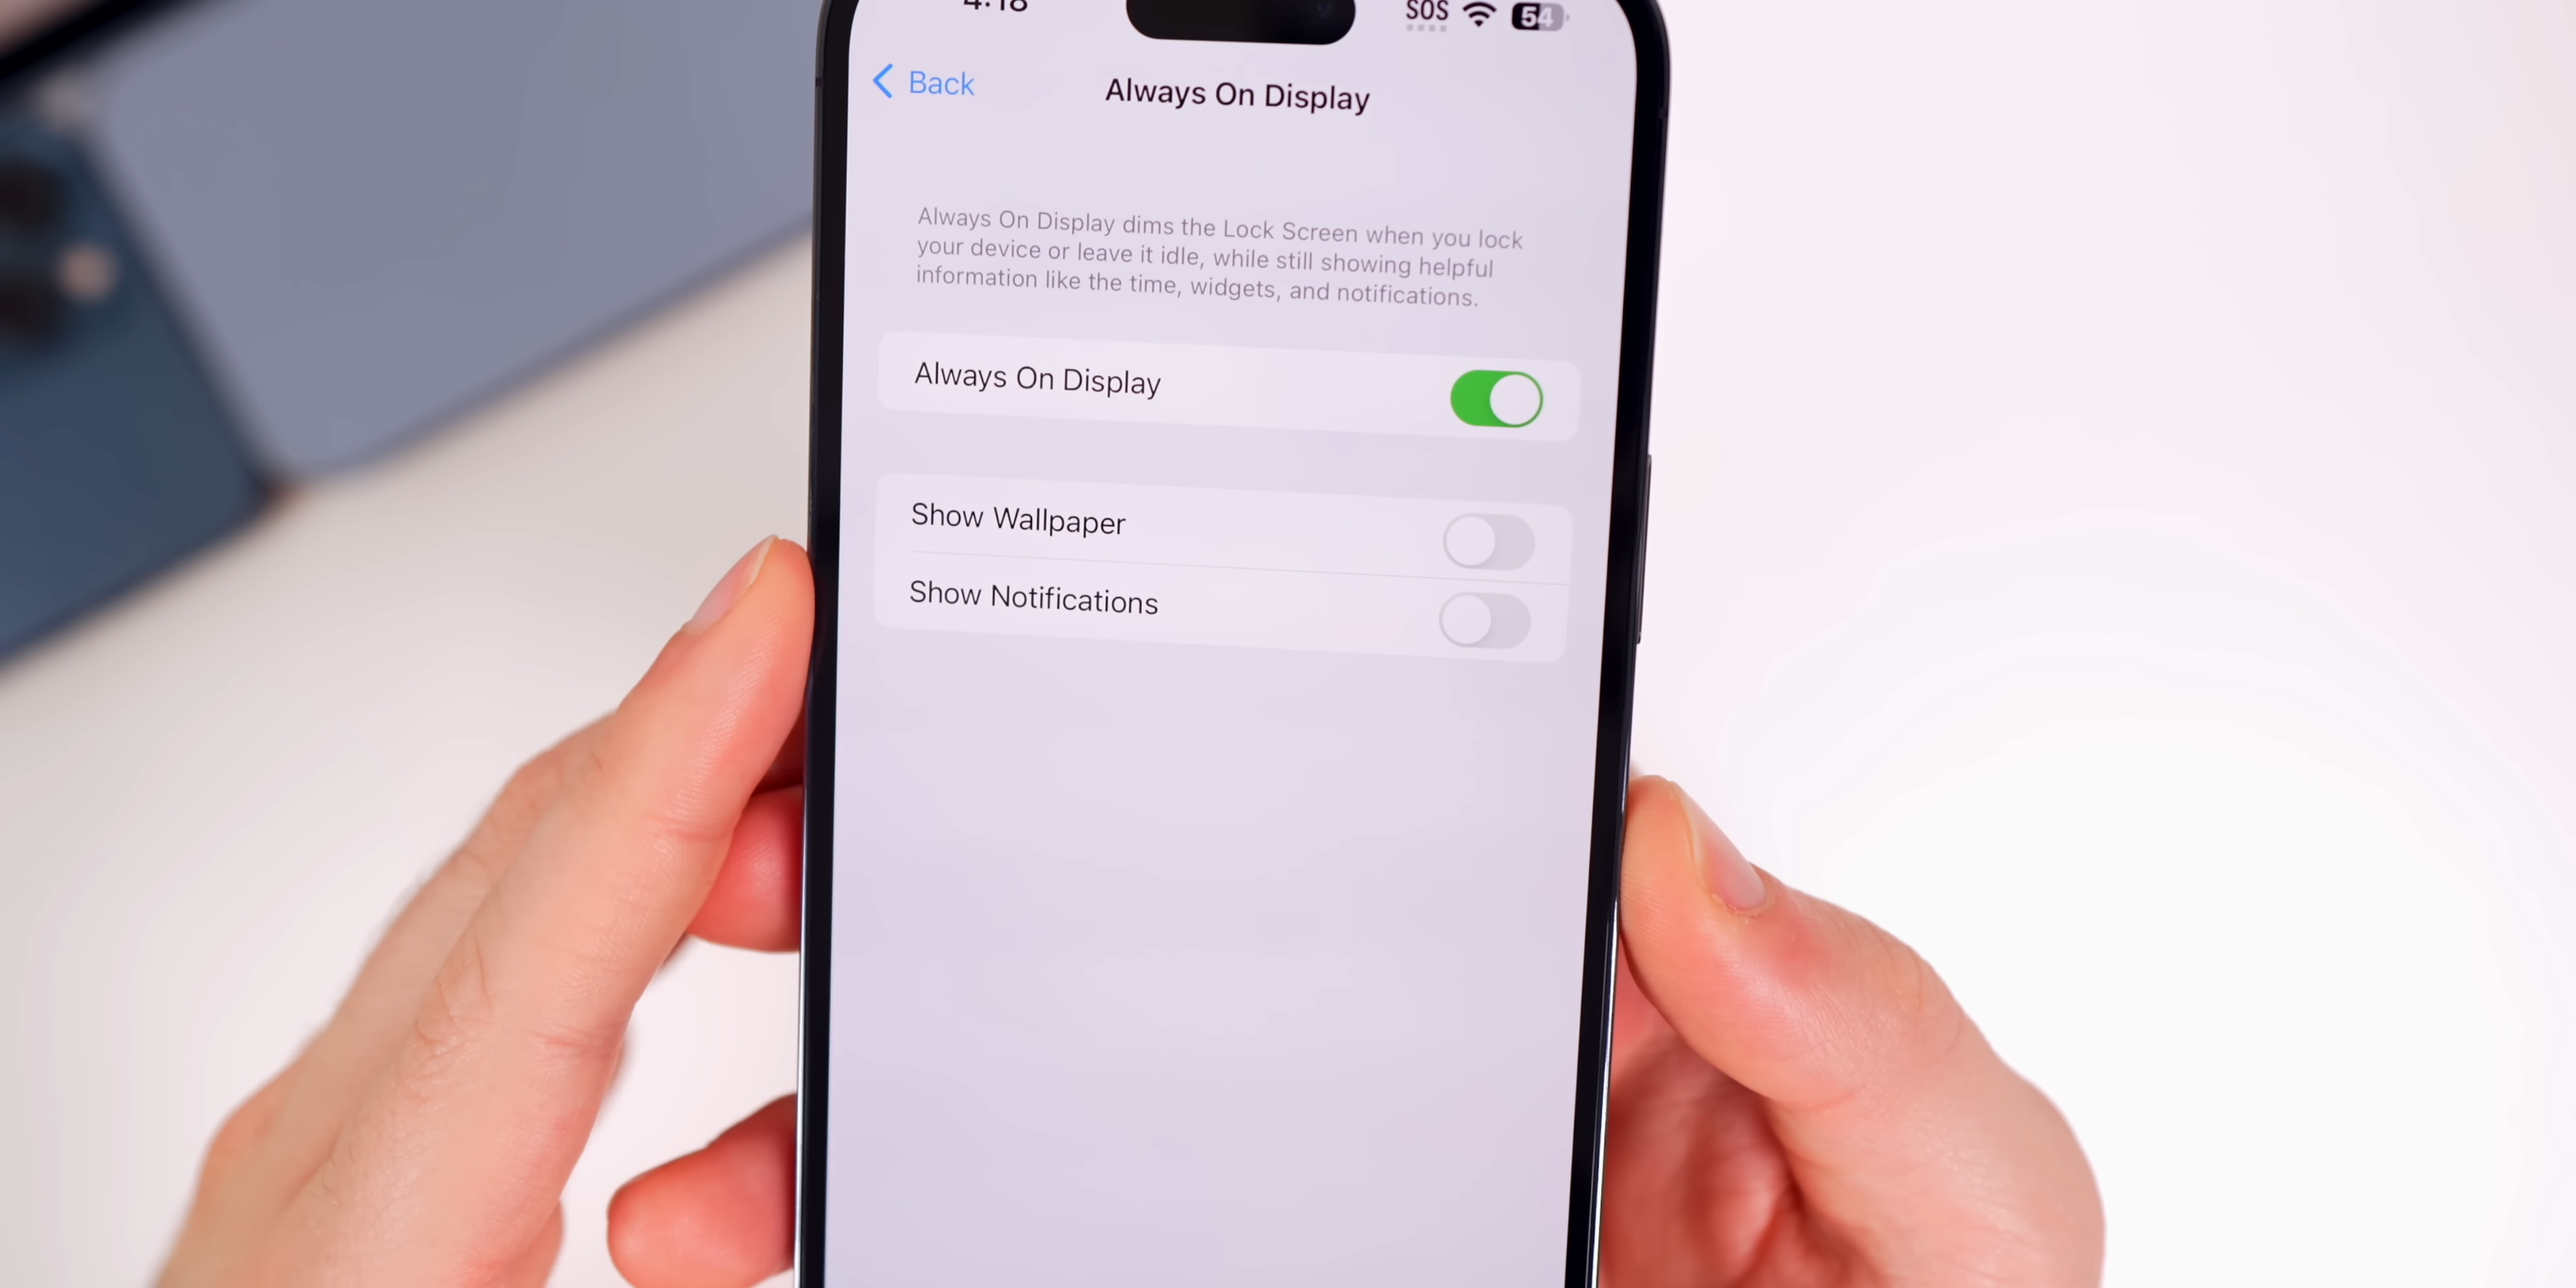 4:18
SOS 54
Back
Always On Display
Always On Display dims the Lock Screen when you lock
your device or leave it idle, while still showing helpful
information like the time, widgets, and notifications.
Always On Display
Show Wallpaper
Show Notifications